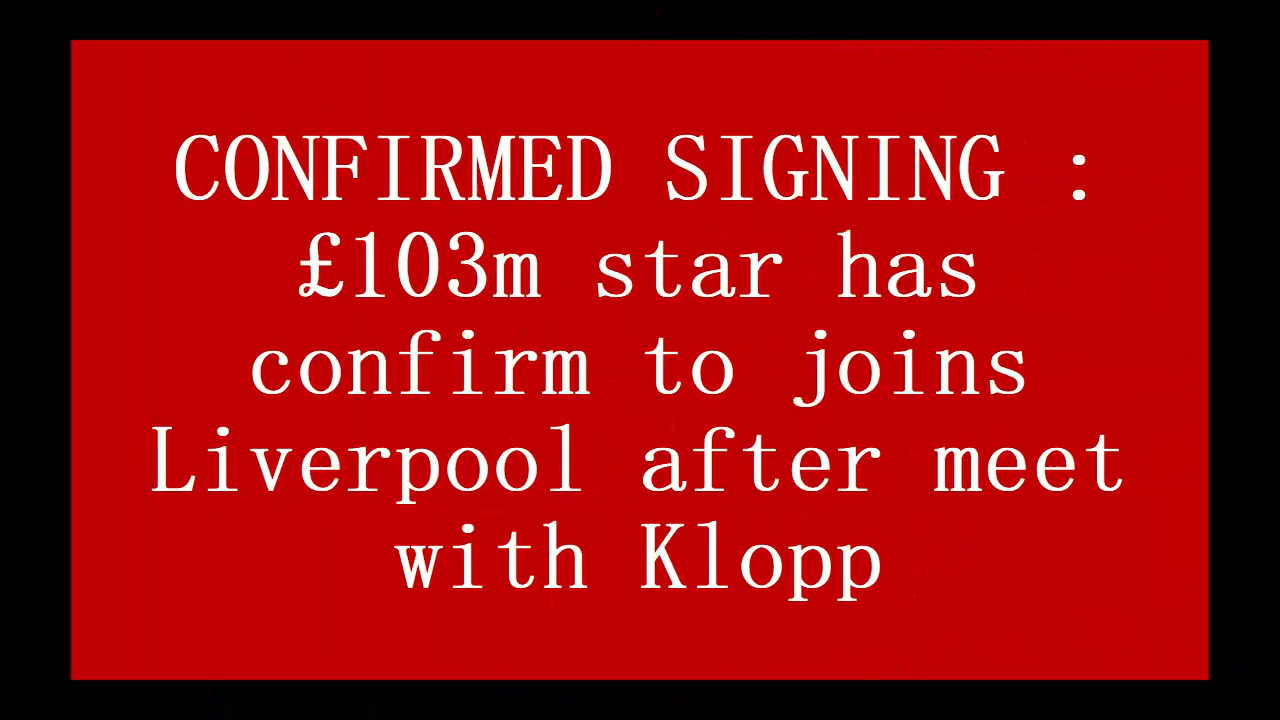 CONFIRMED SIGNING :
£103m star has
confirm to joins
Liverpool after meet
with Klopp